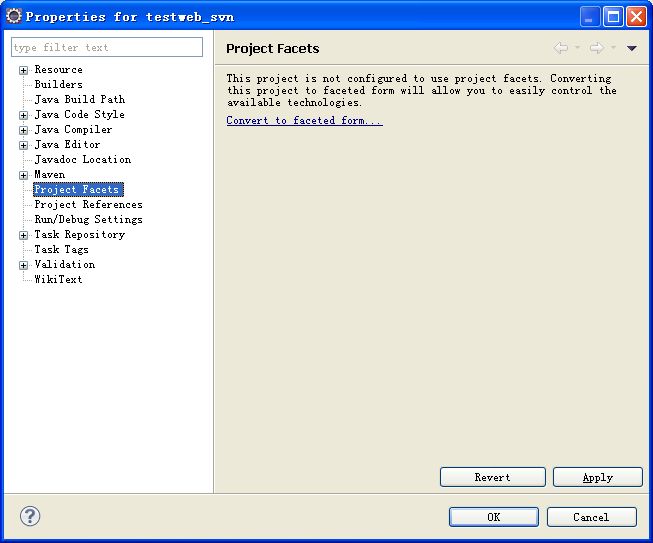 Properties for testweb_svn
type filter text
Project Facets
Resource
Builders
Java Build Path
Java Code Style
Java Compiler
Java Editor
Javadoc Location
Maven
Project Facets
Project References
Run/Debug Settings
Task Repository
Task Tags
Validation
WikiText
This project is not configured to use project facets. Converting
this project to faceted form will allow you to easily control the
available technologies.
Convert to faceted form...
Revert
Apply
?
OK
Cancel